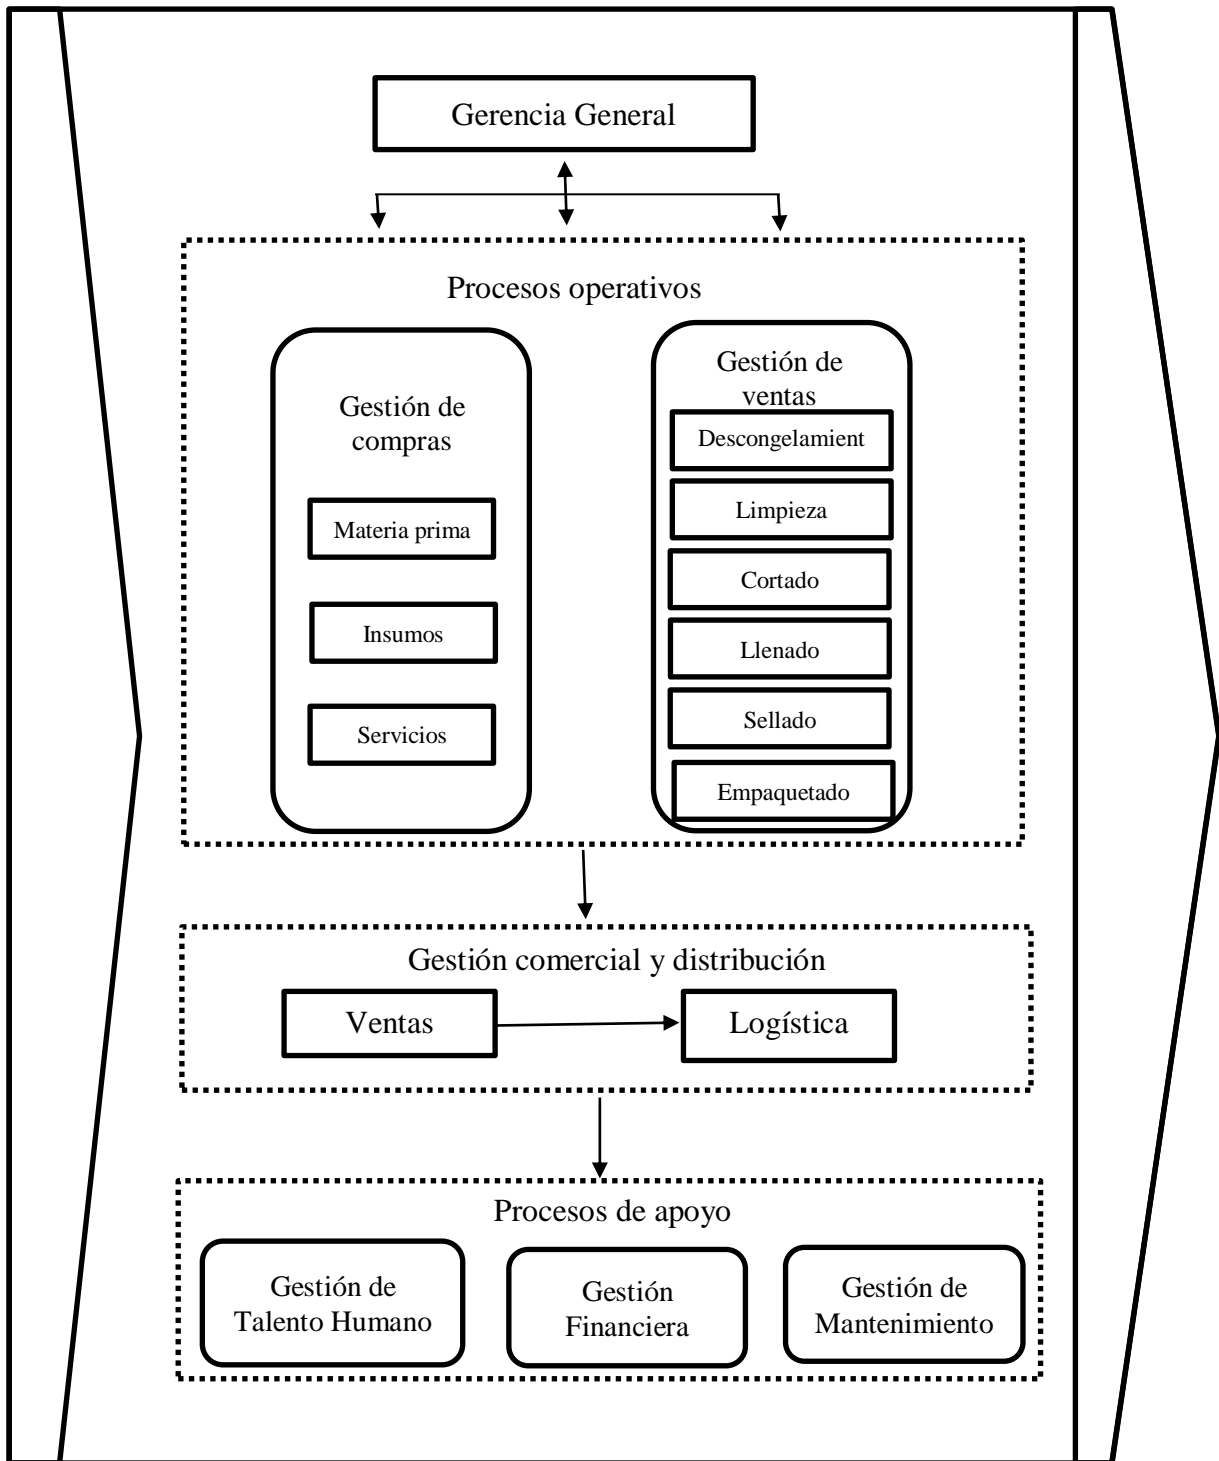 Gerencia General
Procesos operativos
Gestión de
compras
Materia prima
Insumos
Servicios
Gestión de
ventas
Descongelamient
Limpieza
Cortado
Llenado
Sellado
Empaquetado
Gestión comercial y distribución
Ventas
Logística
Procesos de apoyo
Gestión de
Talento Humano
Gestión
Financiera
Gestión de
Mantenimiento